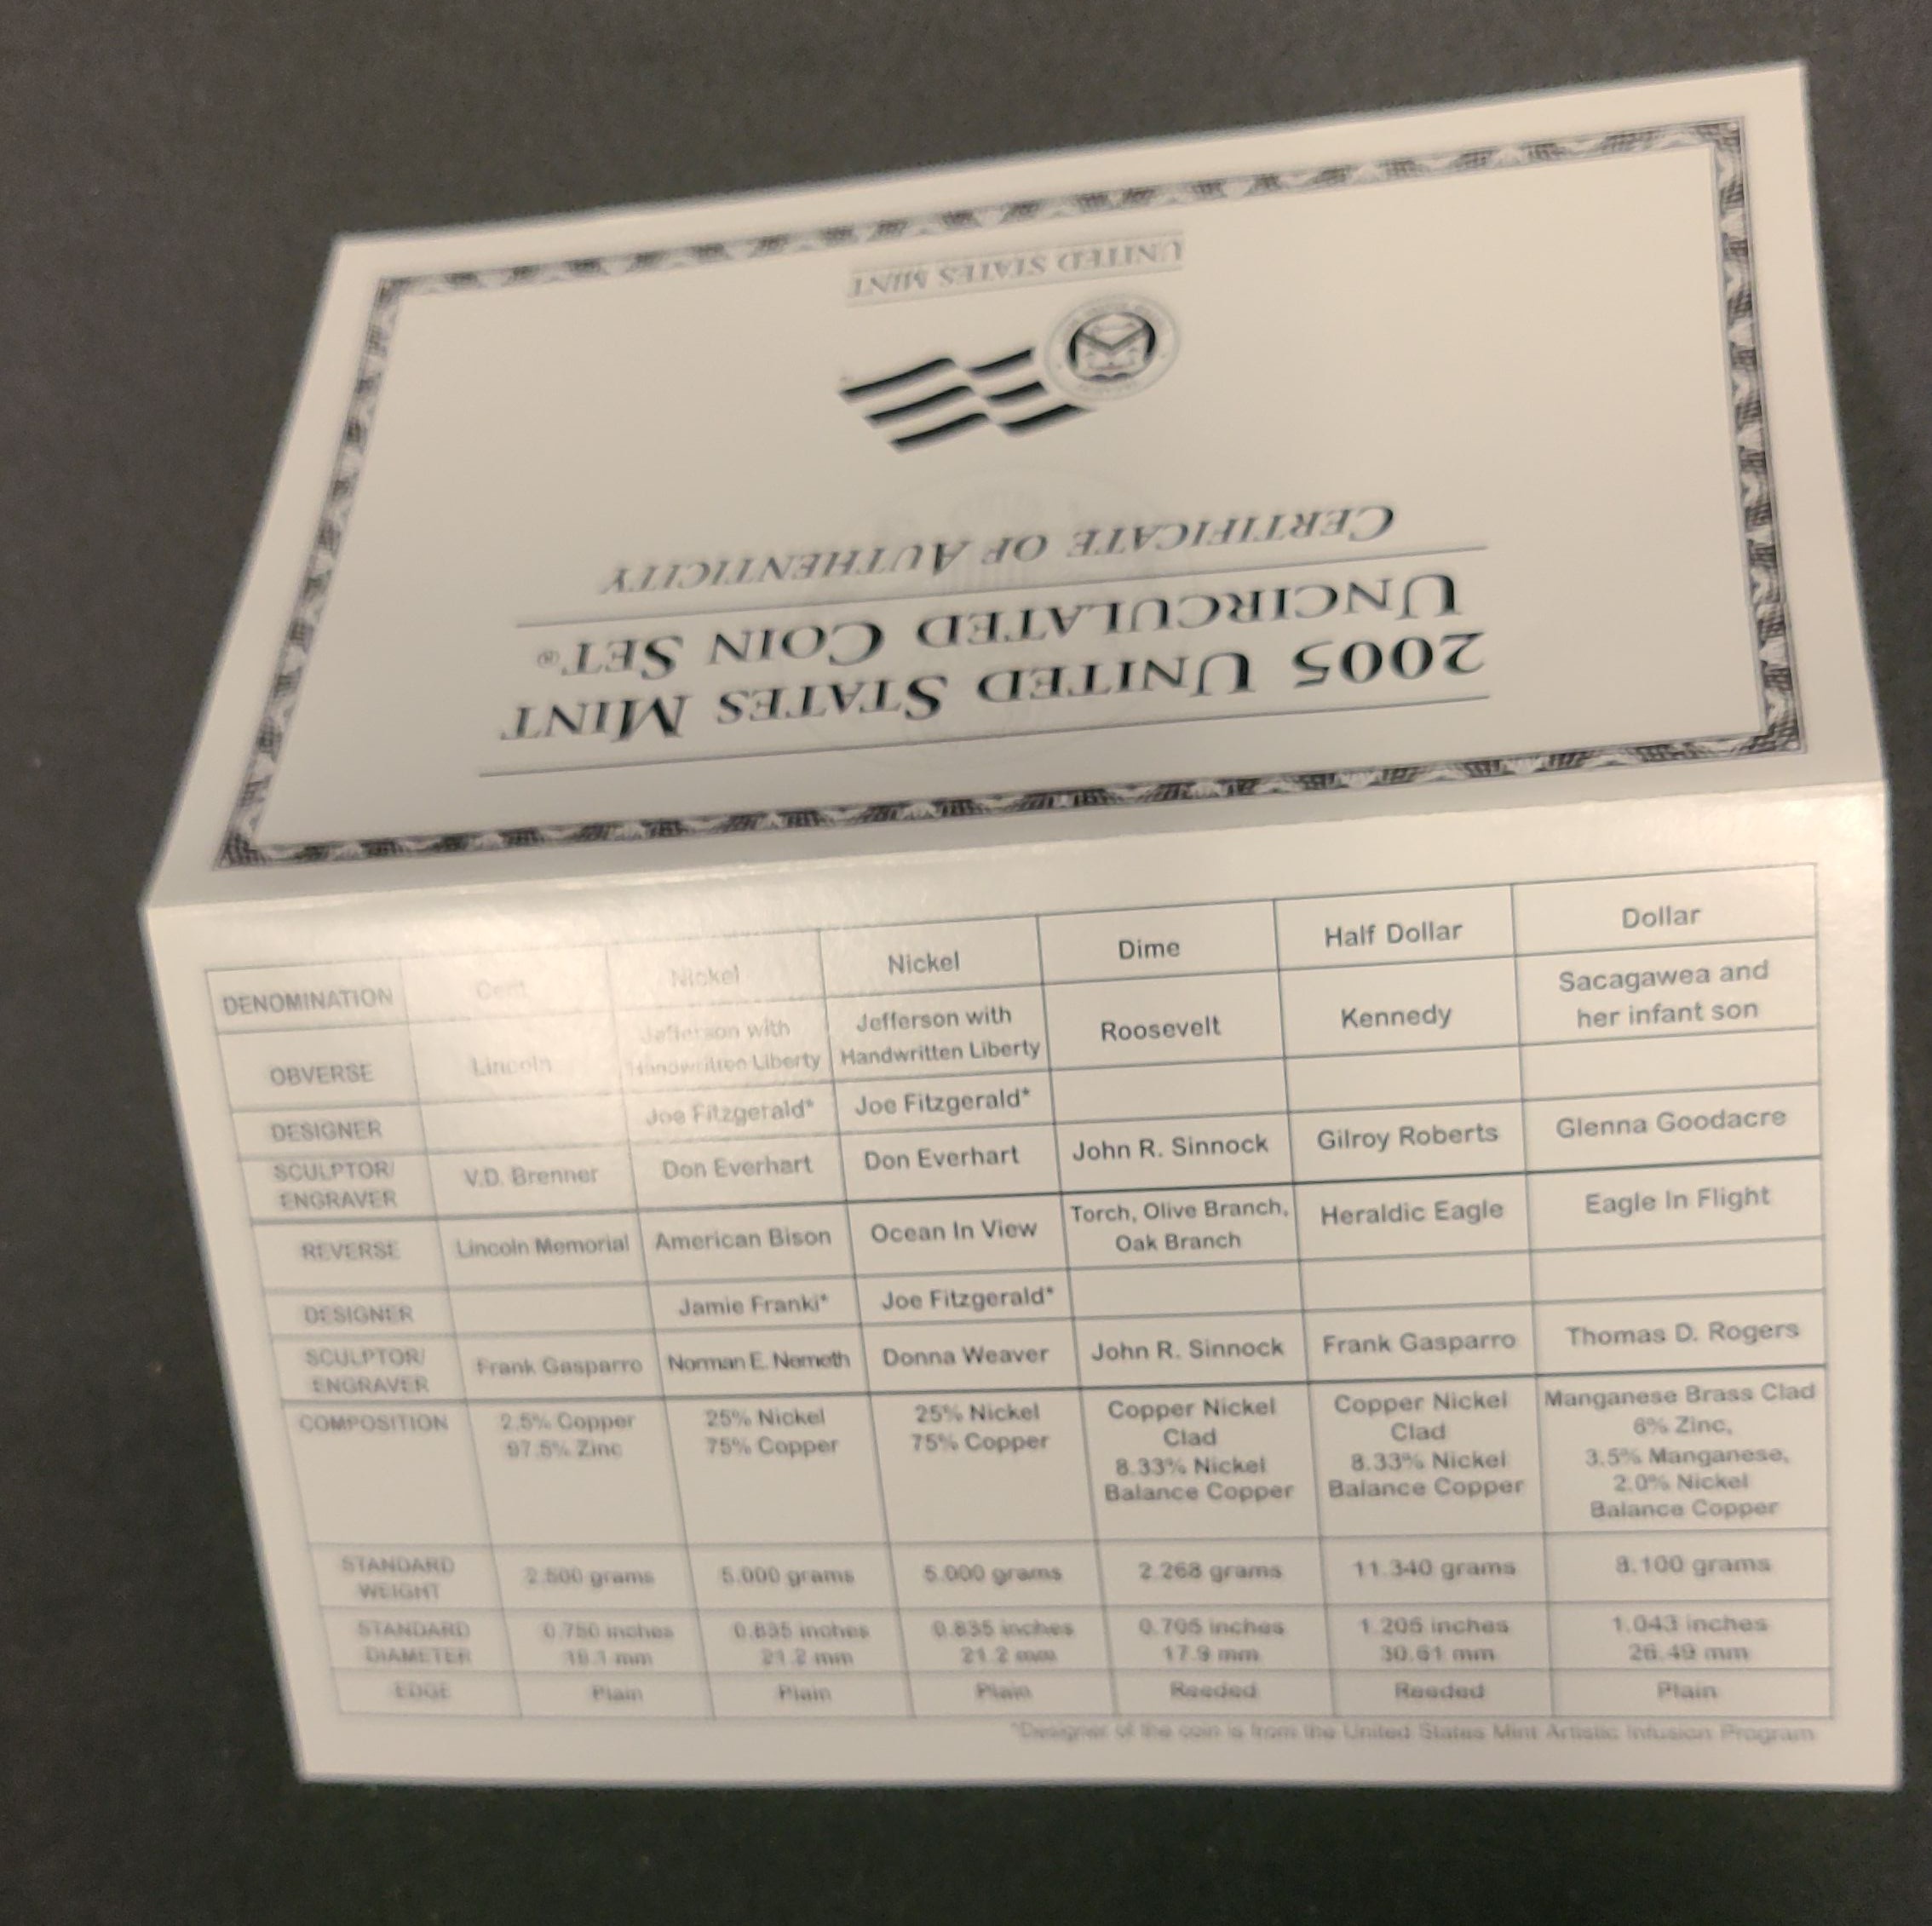 UNITED STATES MINT
CERTIFICATE OF AUTHENTICITY
2005 UNITED STATES MINT
UNCIRCULATED COIN SET®
DENOMINATION Cent Nickel Nickel Dime Half Dollar Dollar
OBVERSE Lincoln Jefferson with Handwritten Liberty Jefferson with Handwritten Liberty Roosevelt Kennedy Sacagawea and her infant son
DESIGNER Joe Fitzgerald* Joe Fitzgerald*
SCULPTOR/ENGRAVER V.D. Brenner Don Everhart Don Everhart John R. Sinnock Gilroy Roberts Glenna Goodacre
REVERSE Lincoln Memorial American Bison Ocean In View Torch, Olive Branch, Oak Branch Heraldic Eagle Eagle In Flight
DESIGNER Jamie Franki* Joe Fitzgerald*
SCULPTOR/ENGRAVER Frank Gasparro Norman E. Nemeth Donna Weaver John R. Sinnock Frank Gasparro Thomas D. Rogers
COMPOSITION 2.5% Copper 97.5% Zinc 25% Nickel 75% Copper 25% Nickel 75% Copper Copper Nickel Clad 8.33% Nickel Balance Copper Copper Nickel Clad 8.33% Nickel Balance Copper Manganese Brass Clad 6% Zinc, 3.5% Manganese, 2.0% Nickel Balance Copper
STANDARD WEIGHT 2.500 grams 5.000 grams 5.000 grams 2.268 grams 11.340 grams 8.100 grams
STANDARD DIAMETER 0.750 inches 19.1 mm 0.835 inches 21.2 mm 0.835 inches 21.2 mm 0.705 inches 17.9 mm 1.205 inches 30.61 mm 1.043 inches 26.49 mm
EDGE Plain Plain Plain Reeded Reeded Plain
*Designer of the coin is from the United States Mint Artistic Infusion Program